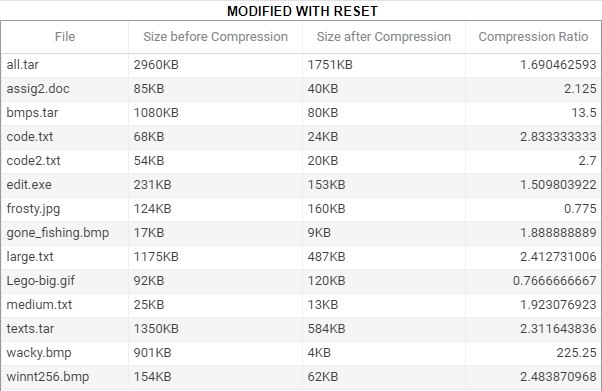 MODIFIED WITH RESET
File Size before Compression Size after Compression Compression Ratio
all.tar 2960KB 1751KB 1.690462593
assig2.doc 85KB 40KB 2.125
bmps.tar 1080KB 80KB 13.5
code.txt 68KB 24KB 2.833333333
code2.txt 54KB 20KB 2.7
edit.exe 231KB 153KB 1.509803922
frosty.jpg 124KB 160KB 0.775
gone_fishing.bmp 17KB 9KB 1.888888889
large.txt 1175KB 487KB 2.412731006
Lego-big.gif 92KB 120KB 0.7666666667
medium.txt 25KB 13KB 1.923076923
texts.tar 1350KB 584KB 2.311643836
wacky.bmp 901KB 4KB 225.25
winnt256.bmp 154KB 62KB 2.483870968